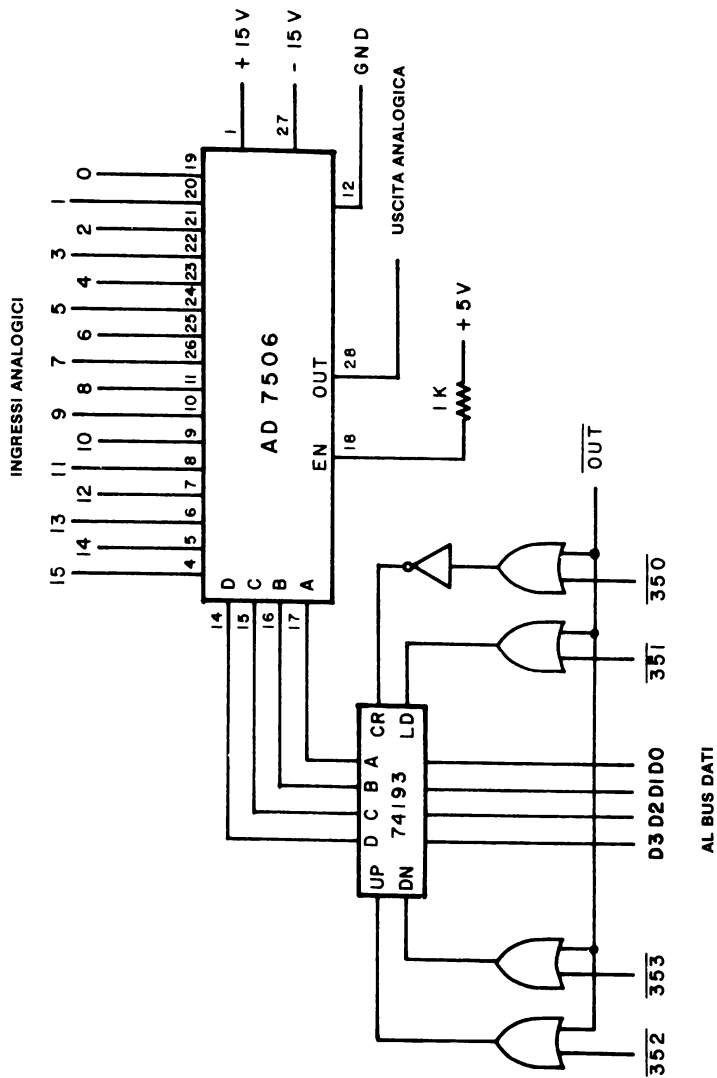 INGRESSI ANALOGICI
15 14 13 12 11 10 9 8 7 6 5 4 3 2 1 0
4 5 6 7 8 9 10 11 26 25 24 23 22 21 20 19
AD 7506
1 +15V
27 -15V
12 GND
14 D
15 C
16 B
17 A
EN OUT
18 28
USCITA ANALOGICA
1K +5V
UP D C B A CR
74193
DN LD
OUT
352 353 D3 D2 D1 D0 351 350
AL BUS DATI